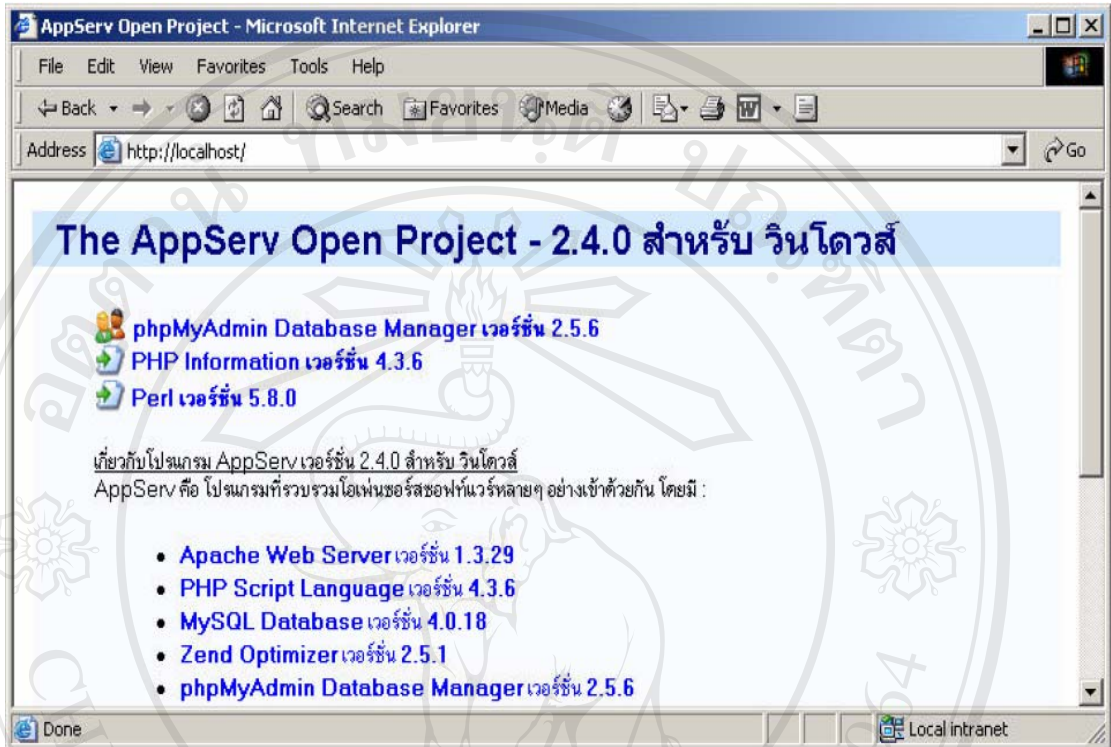 AppServ Open Project - Microsoft Internet Explorer
File Edit View Favorites Tools Help
Back Search Favorites Media
Address http://localhost/ Go
The AppServ Open Project - 2.4.0 สำหรับ วินโดวส์
phpMyAdmin Database Manager เวอร์ชั่น 2.5.6
PHP Information เวอร์ชั่น 4.3.6
Perl เวอร์ชั่น 5.8.0
เกี่ยวกับโปรแกรม AppServ เวอร์ชั่น 2.4.0 สำหรับ วินโดวส์
AppServ คือ โปรแกรมที่รวบรวมโอเพ่นซอร์สซอฟท์แวร์หลายๆ อย่างเข้าด้วยกัน โดยมี :
• Apache Web Server เวอร์ชั่น 1.3.29
• PHP Script Language เวอร์ชั่น 4.3.6
• MySQL Database เวอร์ชั่น 4.0.18
• Zend Optimizer เวอร์ชั่น 2.5.1
• phpMyAdmin Database Manager เวอร์ชั่น 2.5.6
Done Local intranet